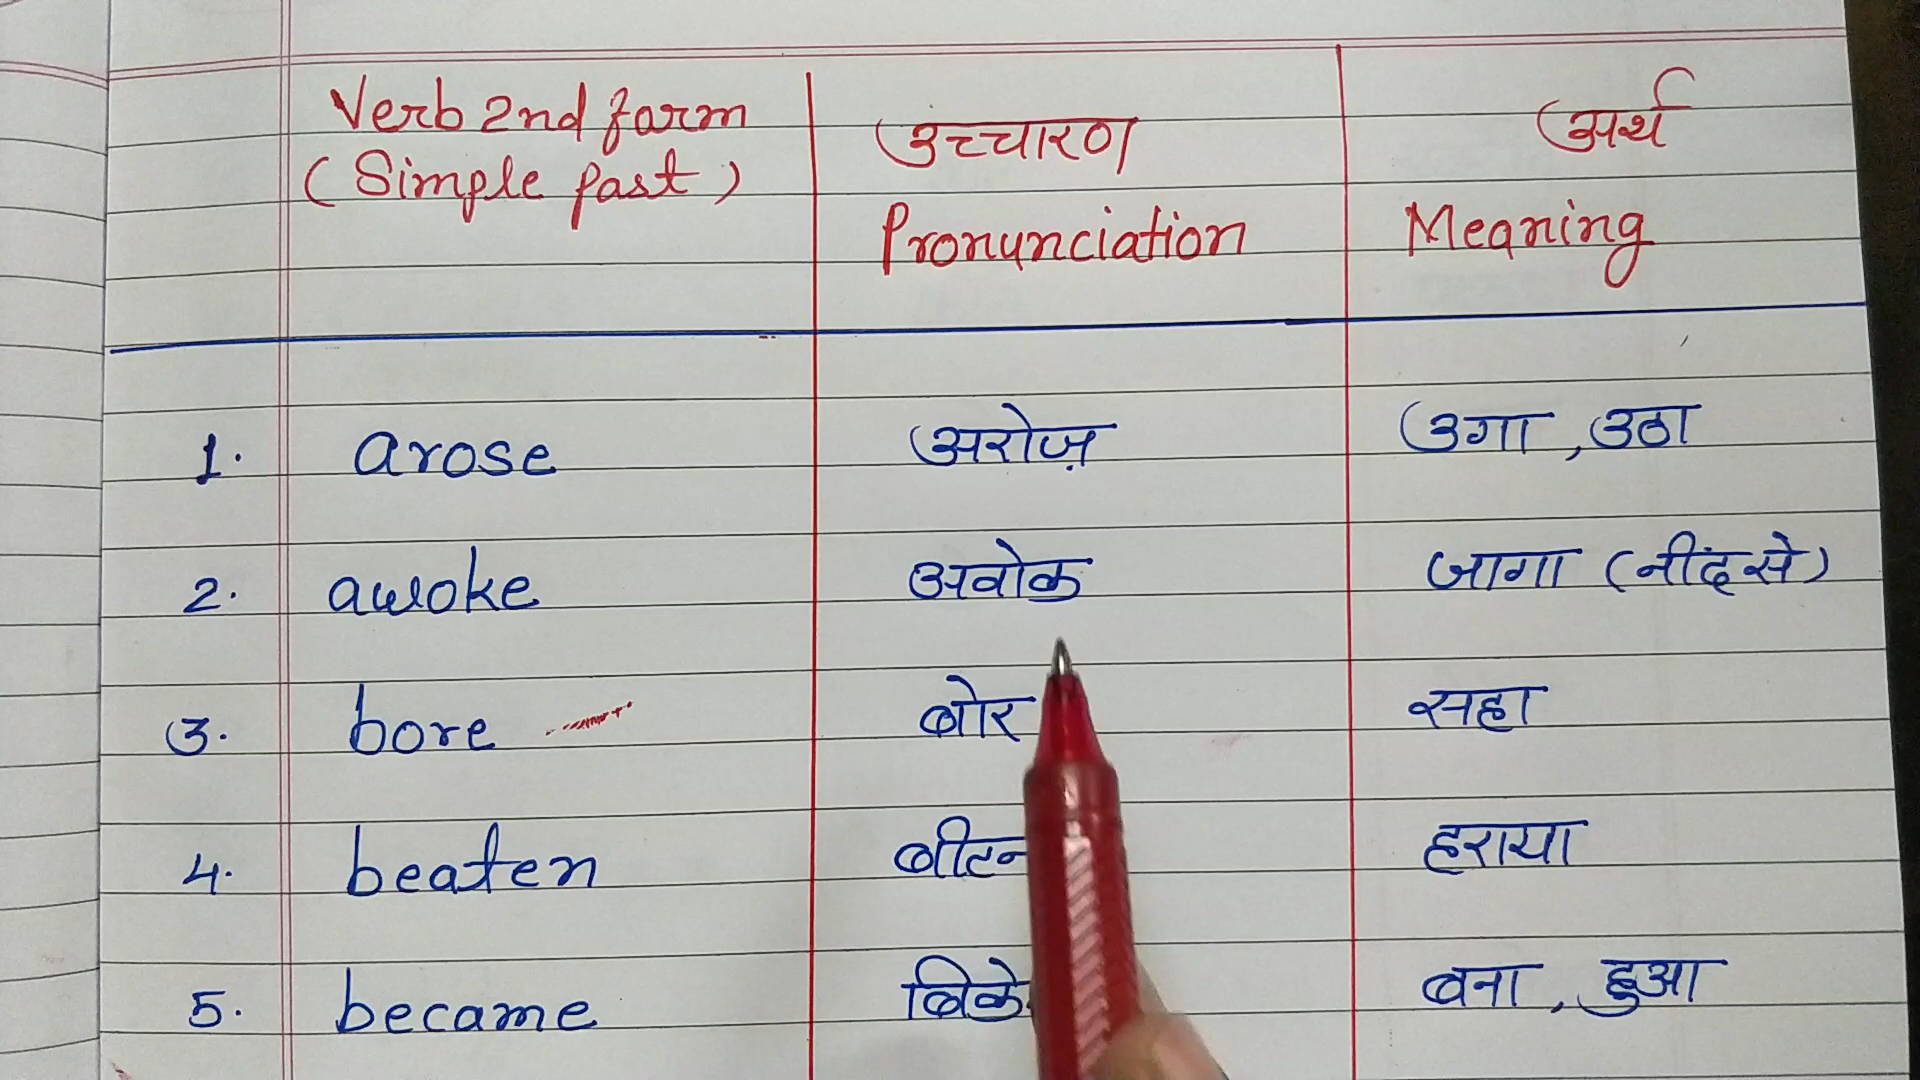 Verb 2nd form
(Simple past)
उच्चारण
Pronunciation
अर्थ
Meaning
1. arose अरोज़ उगा, उठा
2. awoke अवोक जागा (नींद से)
3. bore बोर सहा
4. beaten बीटन हराया
5. became बिके बना, हुआ